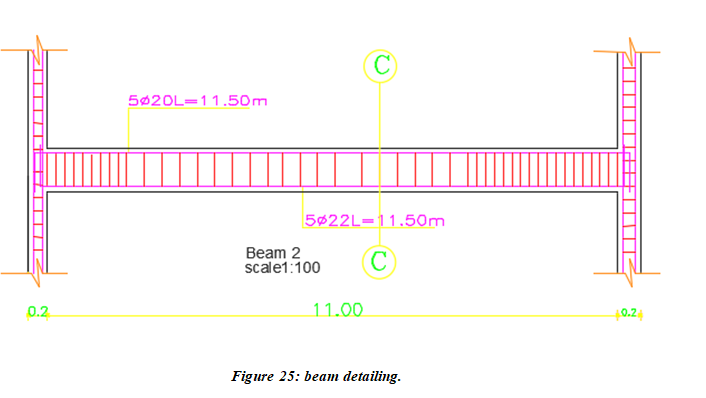 C
5ø20L=11.50m
5ø22L=11.50m
Beam 2
scale1:100
C
0.2
11.00
0.2
Figure 25: beam detailing.